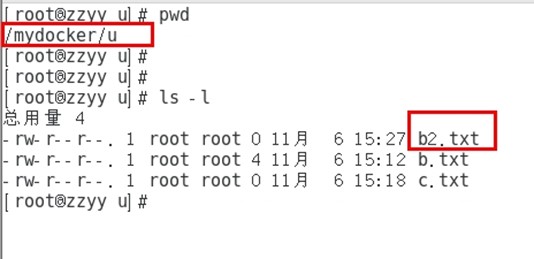 [root@zzyy u]# pwd
/mydocker/u
[root@zzyy u]#
[root@zzyy u]#
[root@zzyy u]# ls -l
总用量 4
-rw-r--r--. 1 root root 0 11月  6 15:27 b2.txt
-rw-r--r--. 1 root root 4 11月  6 15:12 b.txt
-rw-r--r--. 1 root root 0 11月  6 15:18 c.txt
[root@zzyy u]#